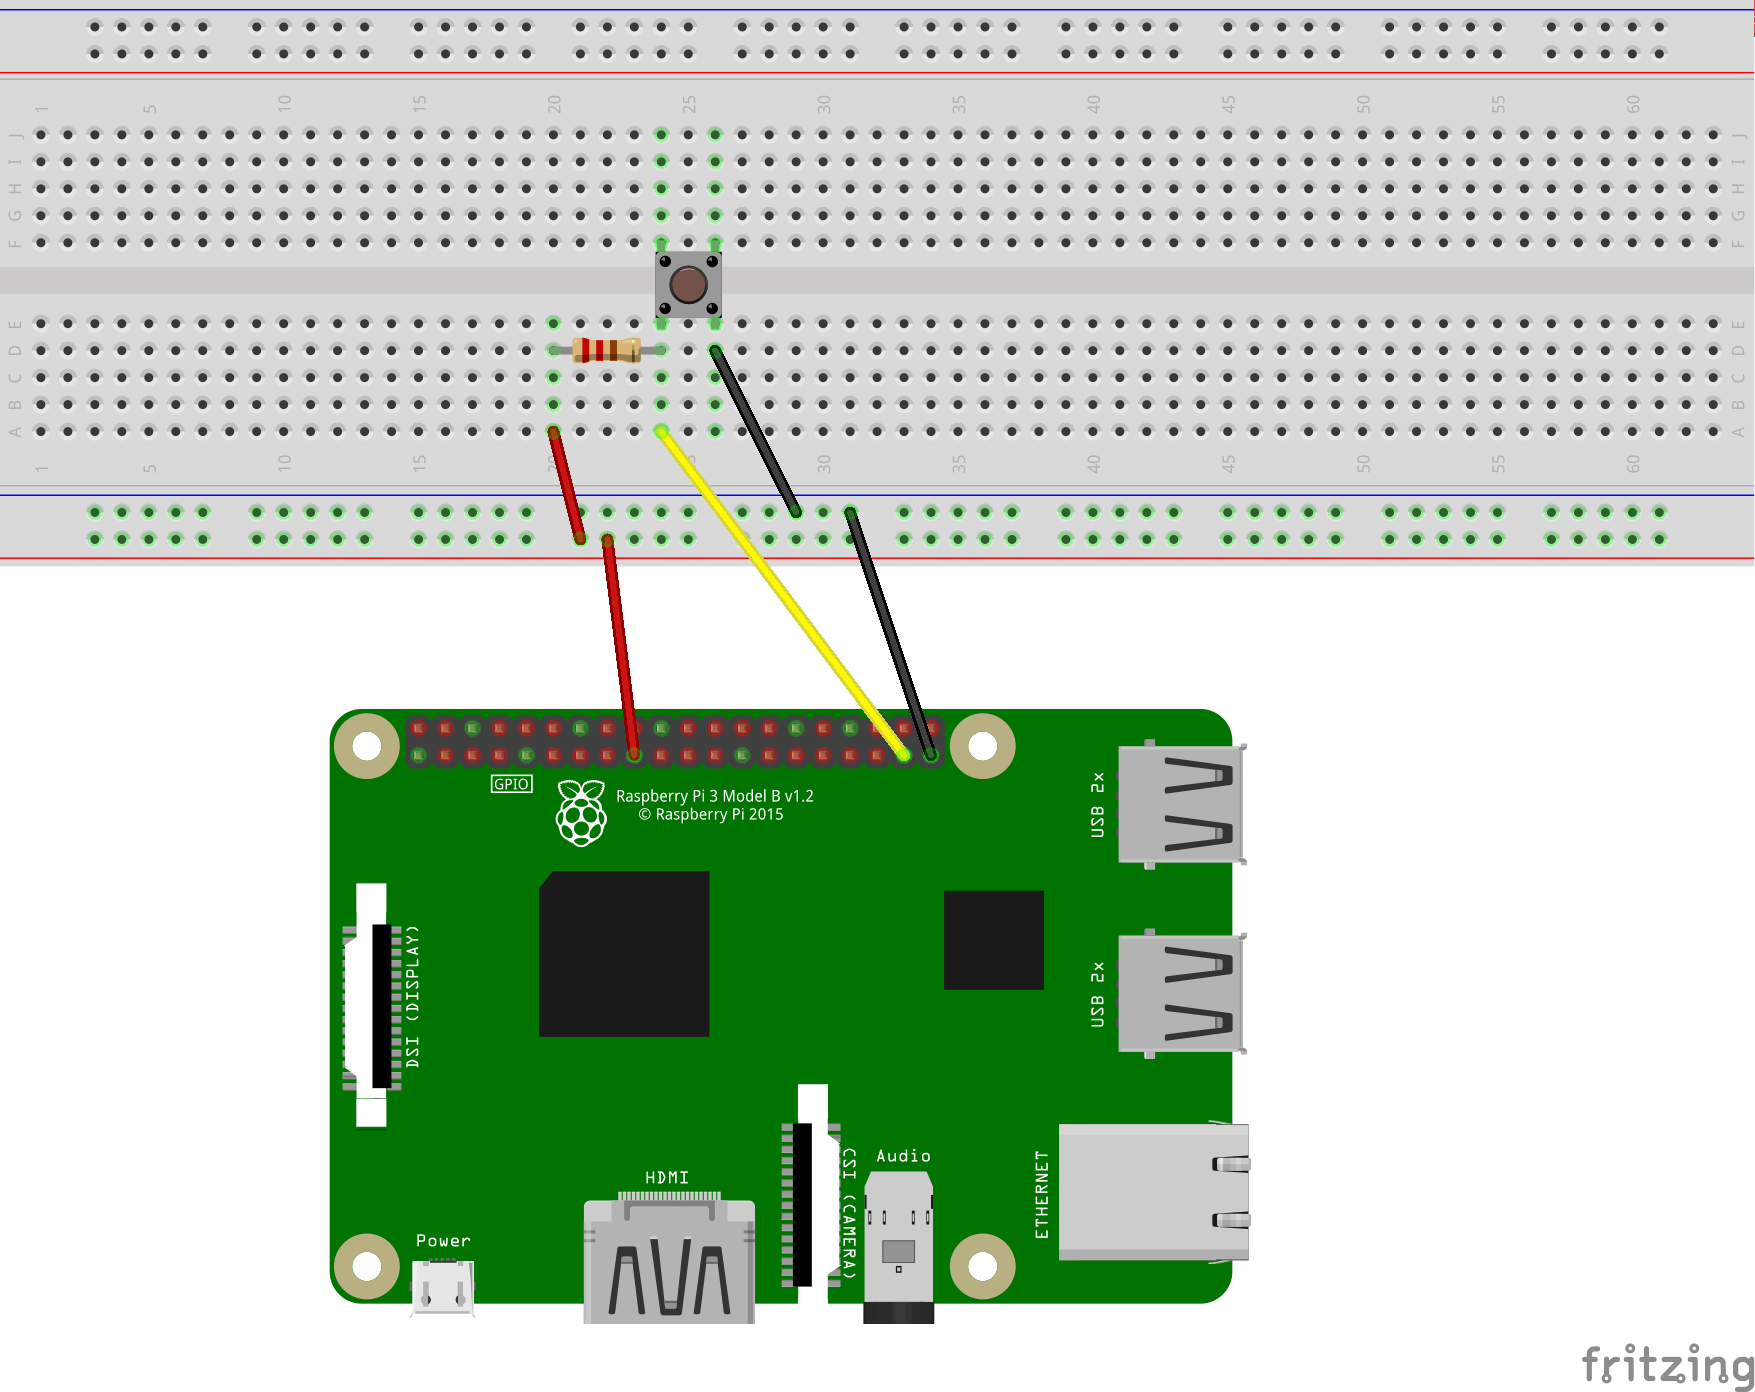 1 5 10 15 20 25 30 35 40 45 50 55 60
J J
I I
H H
G G
F F
E E
D D
C C
B B
A A
1 5 10 15 20 25 30 35 40 45 50 55 60
GPIO
Raspberry Pi 3 Model B v1.2
© Raspberry Pi 2015
USB 2x
DSI (DISPLAY)
USB 2x
Audio
ETHERNET
CSI (CAMERA)
HDMI
Power
fritzing